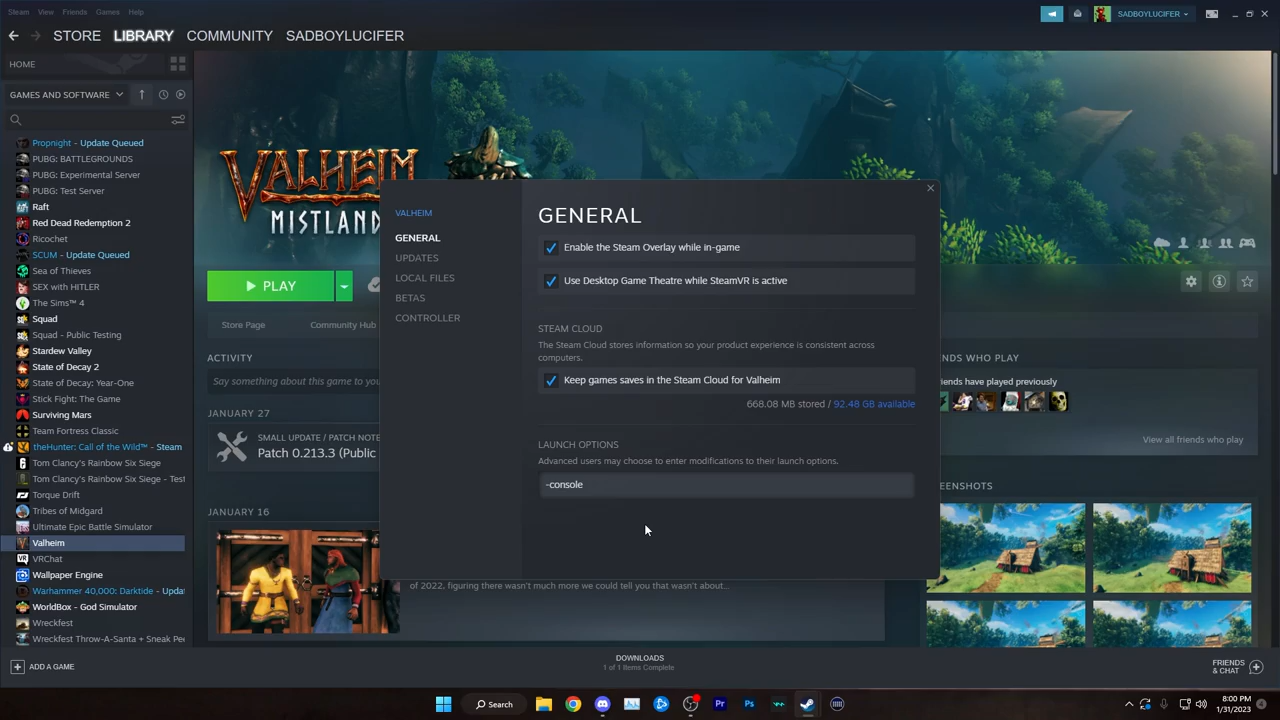 Steam View Friends Games Help
SADBOYLUCIFER
STORE LIBRARY COMMUNITY SADBOYLUCIFER
HOME
GAMES AND SOFTWARE
Propnight - Update Queued
PUBG: BATTLEGROUNDS
PUBG: Experimental Server
PUBG: Test Server
Raft
Red Dead Redemption 2
Ricochet
SCUM - Update Queued
Sea of Thieves
SEX with HITLER
The Sims™ 4
Squad
Squad - Public Testing
Stardew Valley
State of Decay 2
State of Decay: Year-One
Stick Fight: The Game
Surviving Mars
Team Fortress Classic
theHunter: Call of the Wild™ - Steam
Tom Clancy's Rainbow Six Siege
Tom Clancy's Rainbow Six Siege - Test
Torque Drift
Tribes of Midgard
Ultimate Epic Battle Simulator
Valheim
VRChat
Wallpaper Engine
Warhammer 40,000: Darktide - Updat
WorldBox - God Simulator
Wreckfest
Wreckfest Throw-A-Santa + Sneak Pee
ADD A GAME
VALHEIM
MISTLAND
PLAY
Store Page Community Hub
ACTIVITY
Say something about this game to you
JANUARY 27
SMALL UPDATE / PATCH NOTE
Patch 0.213.3 (Public
JANUARY 16
of 2022, figuring there wasn't much more we could tell you that wasn't about...
VALHEIM
GENERAL
UPDATES
LOCAL FILES
BETAS
CONTROLLER
GENERAL
Enable the Steam Overlay while in-game
Use Desktop Game Theatre while SteamVR is active
STEAM CLOUD
The Steam Cloud stores information so your product experience is consistent across
computers.
Keep games saves in the Steam Cloud for Valheim
668.08 MB stored / 92.48 GB available
LAUNCH OPTIONS
Advanced users may choose to enter modifications to their launch options.
-console
ENDS WHO PLAY
iends have played previously
View all friends who play
EENSHOTS
DOWNLOADS
1 of 1 Items Complete
FRIENDS
& CHAT
Search
Pr
Ps
8:00 PM
1/31/2023